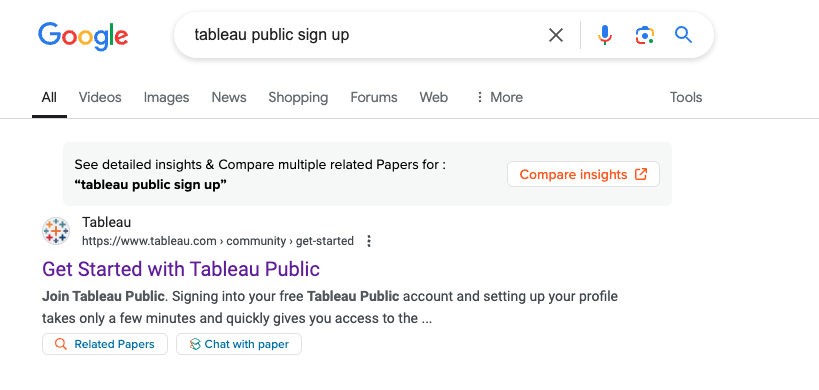 Google
tableau public sign up
All Videos Images News Shopping Forums Web More Tools
See detailed insights & Compare multiple related Papers for :
“tableau public sign up”
Compare insights
Tableau
https://www.tableau.com › community › get-started
Get Started with Tableau Public
Join Tableau Public. Signing into your free Tableau Public account and setting up your profile
takes only a few minutes and quickly gives you access to the ...
Related Papers Chat with paper